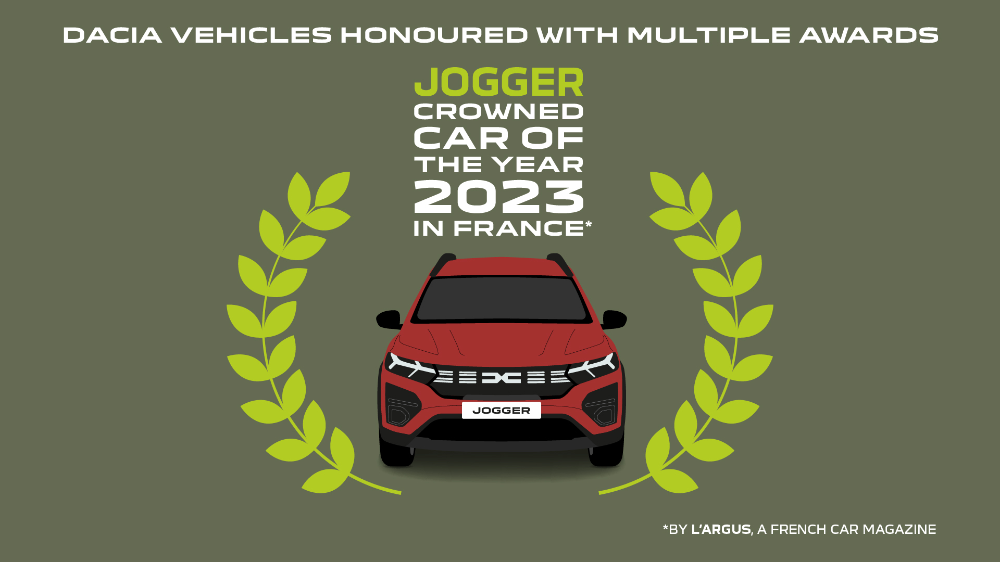 DACIA VEHICLES HONOURED WITH MULTIPLE AWARDS
JOGGER
CROWNED
CAR OF
THE YEAR
2023
IN FRANCE*
JOGGER
*BY L'ARGUS, A FRENCH CAR MAGAZINE